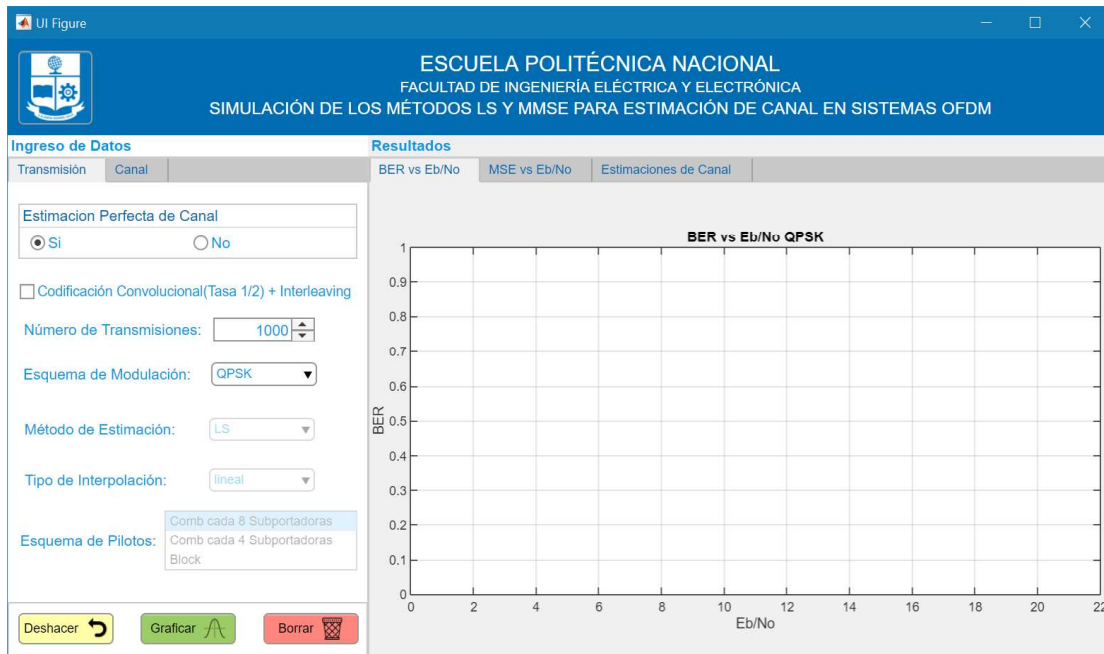 UI Figure
ESCUELA POLITÉCNICA NACIONAL
FACULTAD DE INGENIERÍA ELÉCTRICA Y ELECTRÓNICA
SIMULACIÓN DE LOS MÉTODOS LS Y MMSE PARA ESTIMACIÓN DE CANAL EN SISTEMAS OFDM
Ingreso de Datos
Transmisión Canal
Estimacion Perfecta de Canal
Si No
Codificación Convolucional(Tasa 1/2) + Interleaving
Número de Transmisiones: 1000
Esquema de Modulación: QPSK
Método de Estimación: LS
Tipo de Interpolación: lineal
Esquema de Pilotos:
Comb cada 8 Subportadoras
Comb cada 4 Subportadoras
Block
Deshacer Graficar Borrar
Resultados
BER vs Eb/No MSE vs Eb/No Estimaciones de Canal
BER vs Eb/No QPSK
BER
1
0.9
0.8
0.7
0.6
0.5
0.4
0.3
0.2
0.1
0
0 2 4 6 8 10 12 14 16 18 20 22
Eb/No